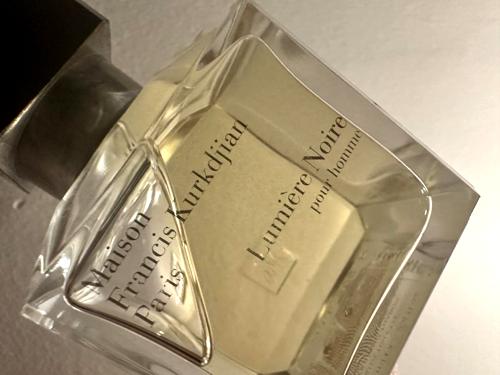 Maison
Francis Kurkdjian
Paris
Lumière Noire
pour homme